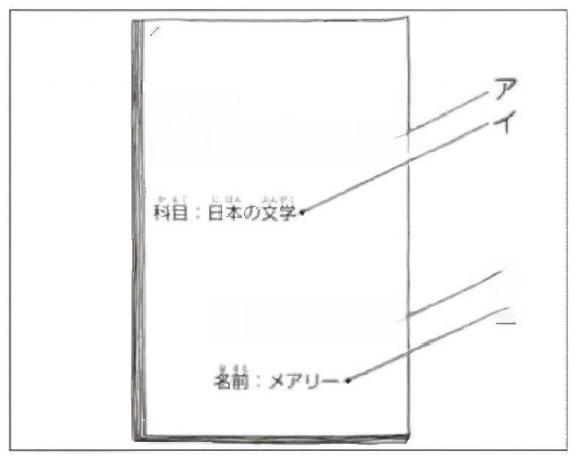 ア
イ
科目：日本の文学
名前：メアリー